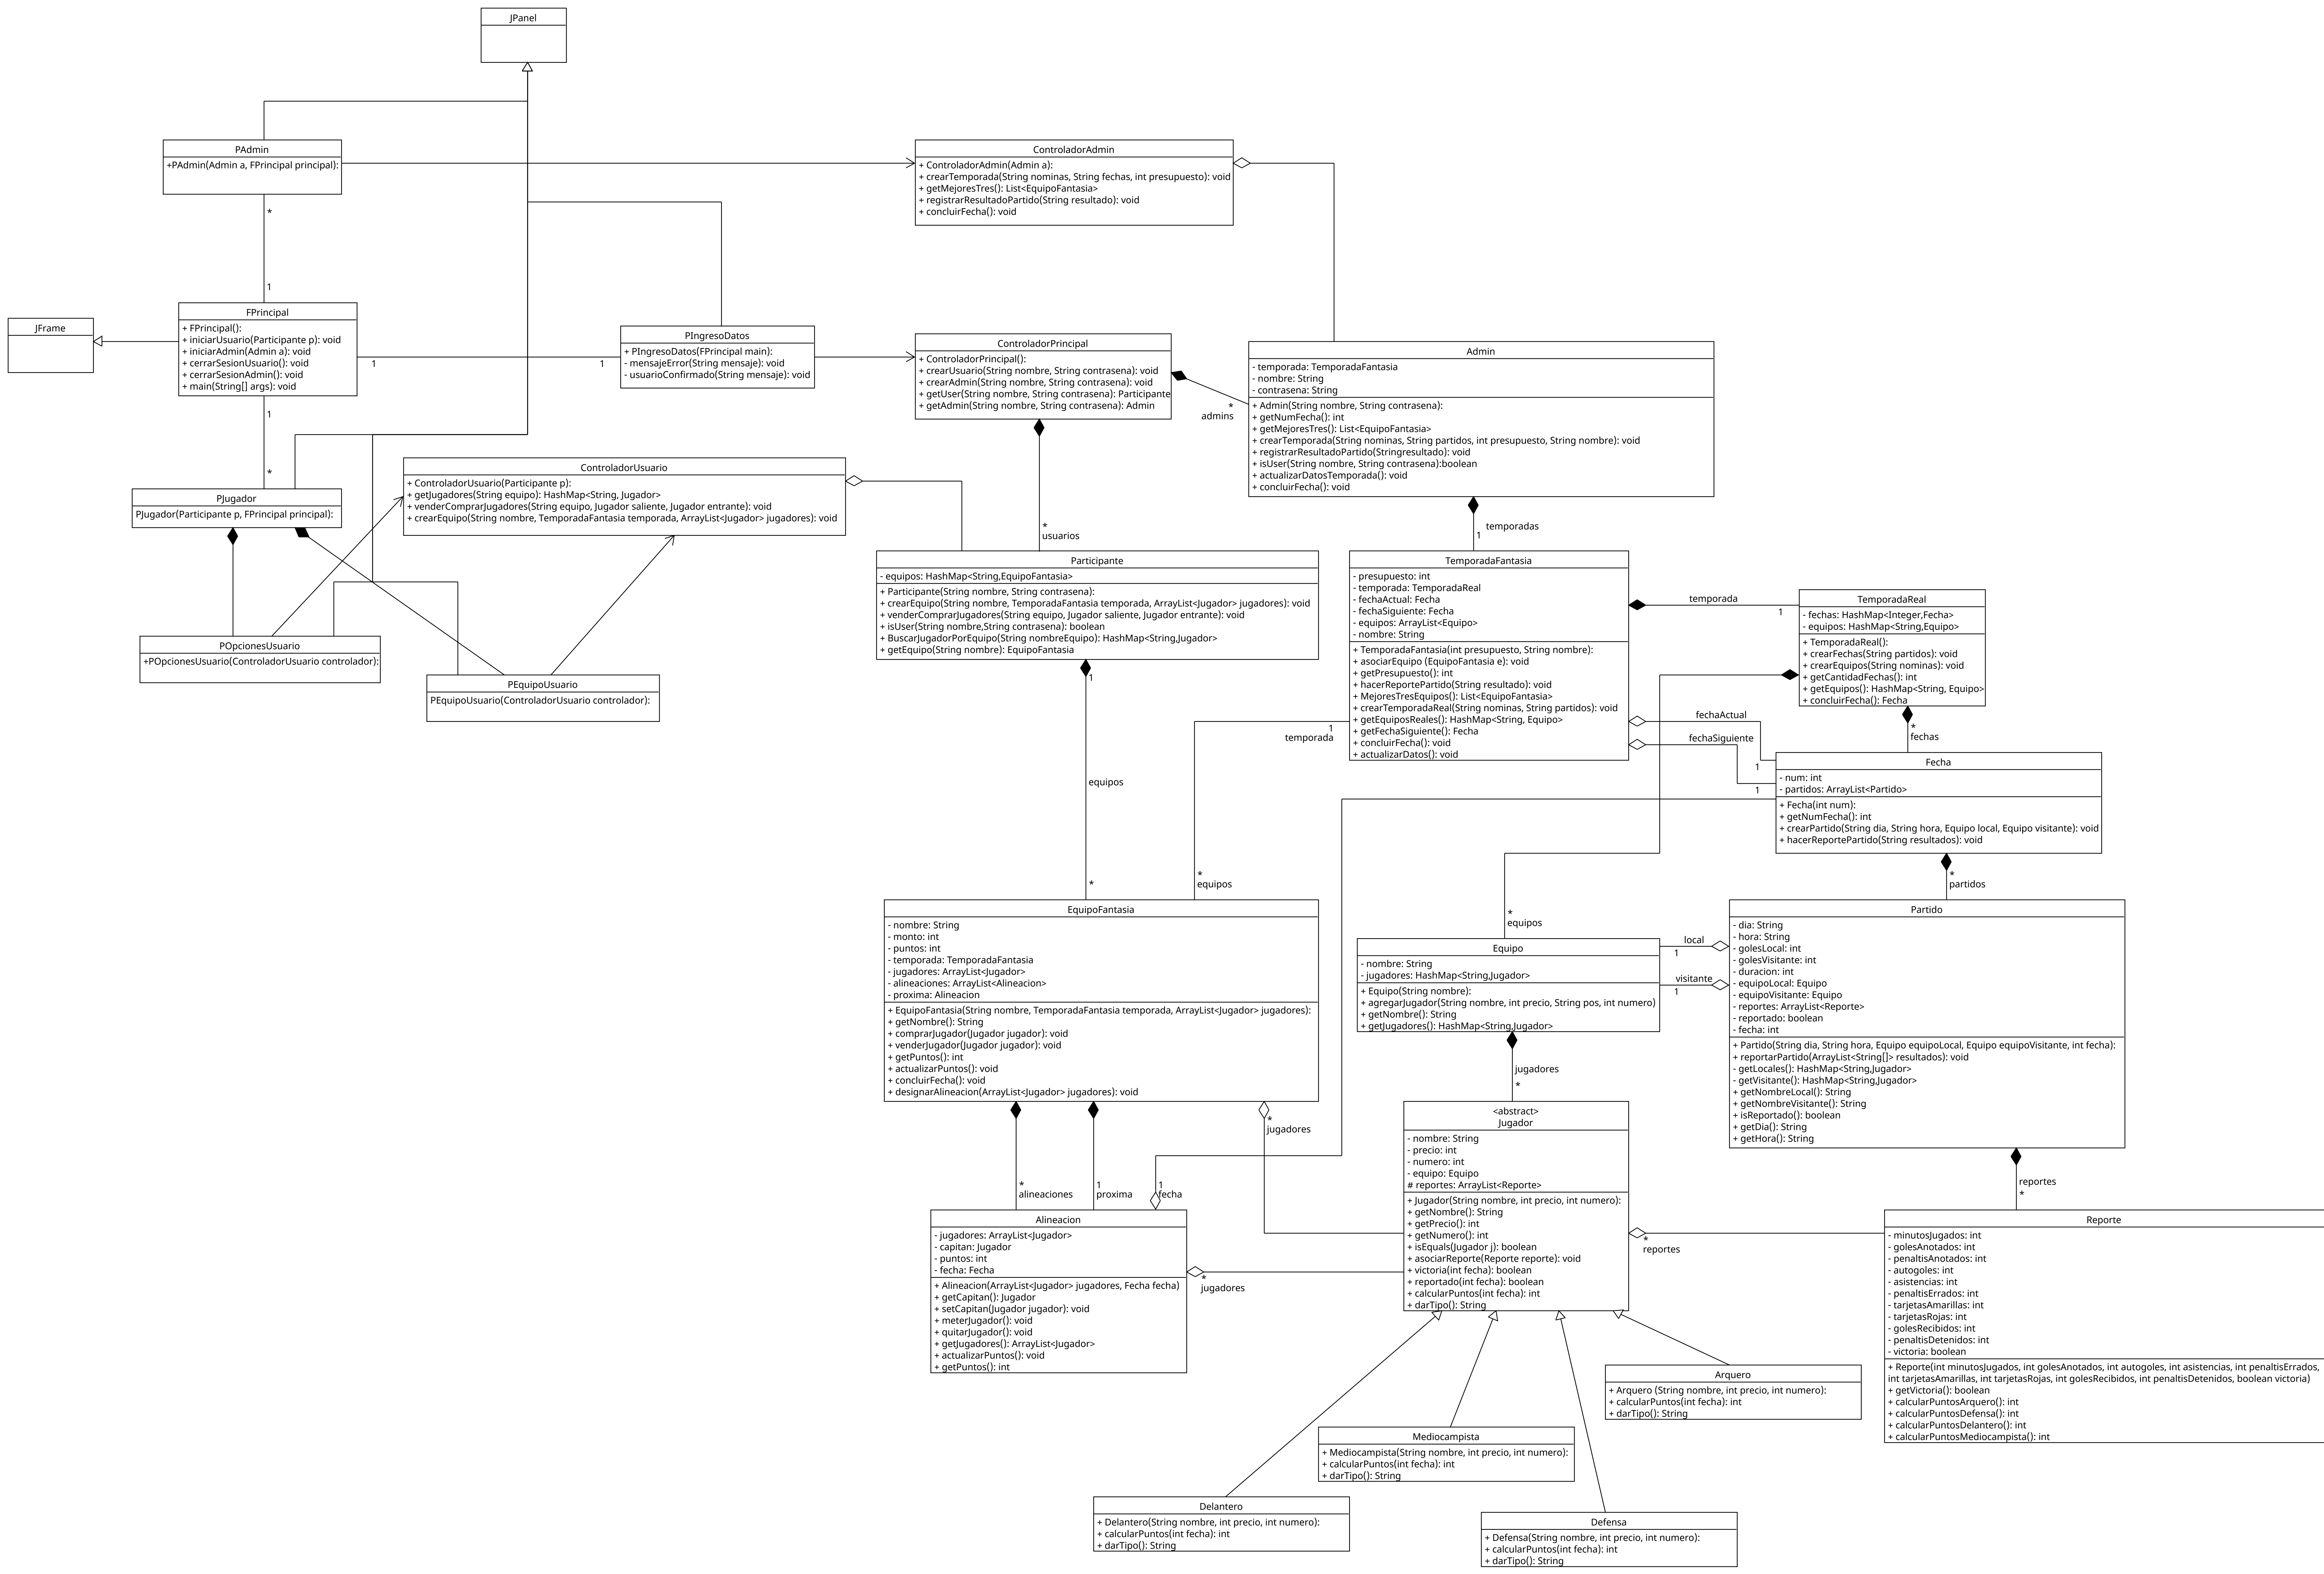 JPanel
PAdmin
+PAdmin(Admin a, FPrincipal principal):
ControladorAdmin
+ ControladorAdmin(Admin a):
+ crearTemporada(String nominas, String fechas, int presupuesto): void
+ getMejoresTres(): List<EquipoFantasia>
+ registrarResultadoPartido(String resultado): void
+ concluirFecha(): void
*
1
JFrame
FPrincipal
+ FPrincipal():
+ iniciarUsuario(Participante p): void
+ iniciarAdmin(Admin a): void
+ cerrarSesionUsuario(): void
+ cerrarSesionAdmin(): void
+ main(String[] args): void
1
1
PIngresoDatos
+ PIngresoDatos(FPrincipal main):
- mensajeError(String mensaje): void
- usuarioConfirmado(String mensaje): void
ControladorPrincipal
+ ControladorPrincipal():
+ crearUsuario(String nombre, String contrasena): void
+ crearAdmin(String nombre, String contrasena): void
+ getUser(String nombre, String contrasena): Participante
+ getAdmin(String nombre, String contrasena): Admin
*
admins
Admin
- temporada: TemporadaFantasia
- nombre: String
- contrasena: String
+ Admin(String nombre, String contrasena):
+ getNumFecha(): int
+ getMejoresTres(): List<EquipoFantasia>
+ crearTemporada(String nominas, String partidos, int presupuesto, String nombre): void
+ registrarResultadoPartido(Stringresultado): void
+ isUser(String nombre, String contrasena):boolean
+ actualizarDatosTemporada(): void
+ concluirFecha(): void
1
*
PJugador
PJugador(Participante p, FPrincipal principal):
ControladorUsuario
+ ControladorUsuario(Participante p):
+ getJugadores(String equipo): HashMap<String, Jugador>
+ venderComprarJugadores(String equipo, Jugador saliente, Jugador entrante): void
+ crearEquipo(String nombre, TemporadaFantasia temporada, ArrayList<Jugador> jugadores): void
*
usuarios
temporadas
1
Participante
- equipos: HashMap<String,EquipoFantasia>
+ Participante(String nombre, String contrasena):
+ crearEquipo(String nombre, TemporadaFantasia temporada, ArrayList<Jugador> jugadores): void
+ venderComprarJugadores(String equipo, Jugador saliente, Jugador entrante): void
+ isUser(String nombre,String contrasena): boolean
+ BuscarJugadorPorEquipo(String nombreEquipo): HashMap<String,Jugador>
+ getEquipo(String nombre): EquipoFantasia
TemporadaFantasia
- presupuesto: int
- temporada: TemporadaReal
- fechaActual: Fecha
- fechaSiguiente: Fecha
- equipos: ArrayList<Equipo>
- nombre: String
+ TemporadaFantasia(int presupuesto, String nombre):
+ asociarEquipo (EquipoFantasia e): void
+ getPresupuesto(): int
+ hacerReportePartido(String resultado): void
+ MejoresTresEquipos(): List<EquipoFantasia>
+ crearTemporadaReal(String nominas, String partidos): void
+ getEquiposReales(): HashMap<String, Equipo>
+ getFechaSiguiente(): Fecha
+ concluirFecha(): void
+ actualizarDatos(): void
temporada
1
TemporadaReal
- fechas: HashMap<Integer,Fecha>
- equipos: HashMap<String,Equipo>
+ TemporadaReal():
+ crearFechas(String partidos): void
+ crearEquipos(String nominas): void
+ getCantidadFechas(): int
+ getEquipos(): HashMap<String, Equipo>
+ concluirFecha(): Fecha
POpcionesUsuario
+POpcionesUsuario(ControladorUsuario controlador):
PEquipoUsuario
PEquipoUsuario(ControladorUsuario controlador):
1
equipos
*
1
temporada
*
equipos
fechaActual
1
fechaSiguiente
1
*
fechas
Fecha
- num: int
- partidos: ArrayList<Partido>
+ Fecha(int num):
+ getNumFecha(): int
+ crearPartido(String dia, String hora, Equipo local, Equipo visitante): void
+ hacerReportePartido(String resultados): void
*
partidos
EquipoFantasia
- nombre: String
- monto: int
- puntos: int
- temporada: TemporadaFantasia
- jugadores: ArrayList<Jugador>
- alineaciones: ArrayList<Alineacion>
- proxima: Alineacion
+ EquipoFantasia(String nombre, TemporadaFantasia temporada, ArrayList<Jugador> jugadores):
+ getNombre(): String
+ comprarJugador(Jugador jugador): void
+ venderJugador(Jugador jugador): void
+ getPuntos(): int
+ actualizarPuntos(): void
+ concluirFecha(): void
+ designarAlineacion(ArrayList<Jugador> jugadores): void
*
equipos
Equipo
- nombre: String
- jugadores: HashMap<String,Jugador>
+ Equipo(String nombre):
+ agregarJugador(String nombre, int precio, String pos, int numero)
+ getNombre(): String
+ getJugadores(): HashMap<String,Jugador>
local
1
visitante
1
Partido
- dia: String
- hora: String
- golesLocal: int
- golesVisitante: int
- duracion: int
- equipoLocal: Equipo
- equipoVisitante: Equipo
- reportes: ArrayList<Reporte>
- reportado: boolean
- fecha: int
+ Partido(String dia, String hora, Equipo equipoLocal, Equipo equipoVisitante, int fecha):
+ reportarPartido(ArrayList<String[]> resultados): void
- getLocales(): HashMap<String,Jugador>
- getVisitante(): HashMap<String,Jugador>
+ getNombreLocal(): String
+ getNombreVisitante(): String
+ isReportado(): boolean
+ getDia(): String
+ getHora(): String
jugadores
*
*
jugadores
*
alineaciones
1
proxima
1
fecha
<abstract>
Jugador
- nombre: String
- precio: int
- numero: int
- equipo: Equipo
# reportes: ArrayList<Reporte>
+ Jugador(String nombre, int precio, int numero):
+ getNombre(): String
+ getPrecio(): int
+ getNumero(): int
+ isEquals(Jugador j): boolean
+ asociarReporte(Reporte reporte): void
+ victoria(int fecha): boolean
+ reportado(int fecha): boolean
+ calcularPuntos(int fecha): int
+ darTipo(): String
reportes
*
*
reportes
Alineacion
- jugadores: ArrayList<Jugador>
- capitan: Jugador
- puntos: int
- fecha: Fecha
+ Alineacion(ArrayList<Jugador> jugadores, Fecha fecha)
+ getCapitan(): Jugador
+ setCapitan(Jugador jugador): void
+ meterJugador(): void
+ quitarJugador(): void
+ getJugadores(): ArrayList<Jugador>
+ actualizarPuntos(): void
+ getPuntos(): int
*
jugadores
Reporte
- minutosJugados: int
- golesAnotados: int
- penaltisAnotados: int
- autogoles: int
- asistencias: int
- penaltisErrados: int
- tarjetasAmarillas: int
- tarjetasRojas: int
- golesRecibidos: int
- penaltisDetenidos: int
- victoria: boolean
+ Reporte(int minutosJugados, int golesAnotados, int autogoles, int asistencias, int penaltisErrados,
int tarjetasAmarillas, int tarjetasRojas, int golesRecibidos, int penaltisDetenidos, boolean victoria)
+ getVictoria(): boolean
+ calcularPuntosArquero(): int
+ calcularPuntosDefensa(): int
+ calcularPuntosDelantero(): int
+ calcularPuntosMediocampista(): int
Arquero
+ Arquero (String nombre, int precio, int numero):
+ calcularPuntos(int fecha): int
+ darTipo(): String
Mediocampista
+ Mediocampista(String nombre, int precio, int numero):
+ calcularPuntos(int fecha): int
+ darTipo(): String
Delantero
+ Delantero(String nombre, int precio, int numero):
+ calcularPuntos(int fecha): int
+ darTipo(): String
Defensa
+ Defensa(String nombre, int precio, int numero):
+ calcularPuntos(int fecha): int
+ darTipo(): String